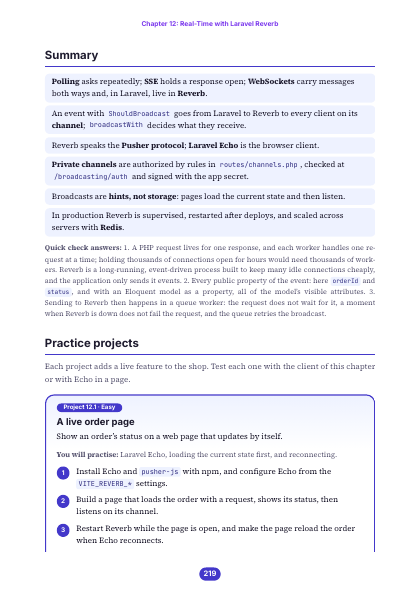 Chapter 12: Real-Time with Laravel Reverb
Summary
Polling asks repeatedly; SSE holds a response open; WebSockets carry messages
both ways and, in Laravel, live in Reverb.
An event with ShouldBroadcast goes from Laravel to Reverb to every client on its
channel; broadcastWith decides what they receive.
Reverb speaks the Pusher protocol; Laravel Echo is the browser client.
Private channels are authorized by rules in routes/channels.php, checked at
/broadcasting/auth and signed with the app secret.
Broadcasts are hints, not storage: pages load the current state and then listen.
In production Reverb is supervised, restarted after deploys, and scaled across
servers with Redis.
Quick check answers: 1. A PHP request lives for one response, and each worker handles one re-
quest at a time; holding thousands of connections open for hours would need thousands of work-
ers. Reverb is a long-running, event-driven process built to keep many idle connections cheaply,
and the application only sends it events. 2. Every public property of the event: here orderId and
status, and with an Eloquent model as a property, all of the model's visible attributes. 3.
Sending to Reverb then happens in a queue worker: the request does not wait for it, a moment
when Reverb is down does not fail the request, and the queue retries the broadcast.
Practice projects
Each project adds a live feature to the shop. Test each one with the client of this chapter
or with Echo in a page.
Project 12.1 · Easy
A live order page
Show an order's status on a web page that updates by itself.
You will practise: Laravel Echo, loading the current state first, and reconnecting.
1 Install Echo and pusher-js with npm, and configure Echo from the
VITE_REVERB_* settings.
2 Build a page that loads the order with a request, shows its status, then
listens on its channel.
3 Restart Reverb while the page is open, and make the page reload the order
when Echo reconnects.
219